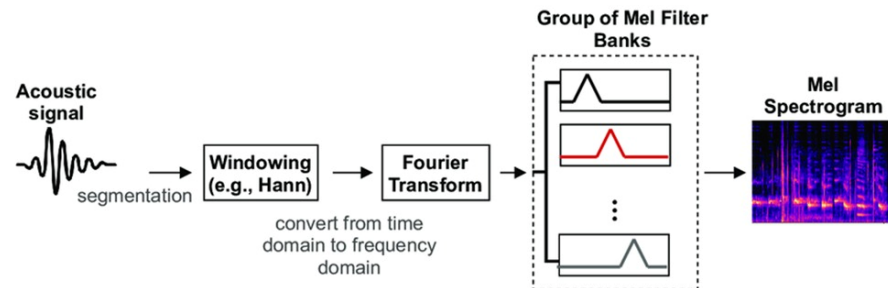 Group of Mel Filter
Banks
Acoustic
signal
segmentation
Windowing
(e.g., Hann)
convert from time
domain to frequency
domain
Fourier
Transform
Mel
Spectrogram